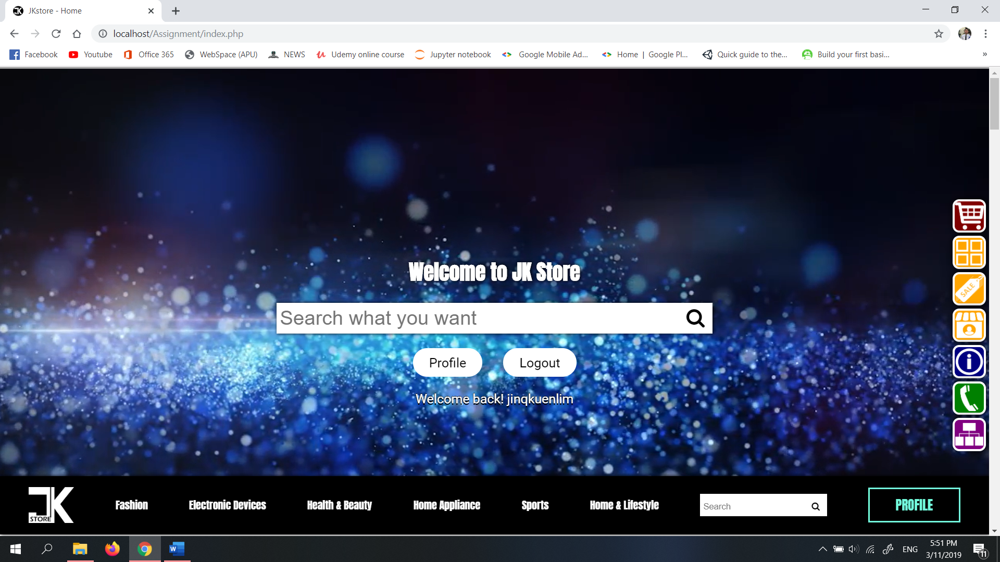 JKstore - Home
localhost/Assignment/index.php
Facebook Youtube Office 365 WebSpace (APU) NEWS Udemy online course Jupyter notebook Google Mobile Ad... Home | Google Pl... Quick guide to the... Build your first basi... »
Welcome to JK Store
Search what you want
Profile Logout
Welcome back! jinqkuenlim
SALE
JK STORE
Fashion Electronic Devices Health & Beauty Home Appliance Sports Home & Lifestyle Search PROFILE
ENG
5:51 PM
3/11/2019
11